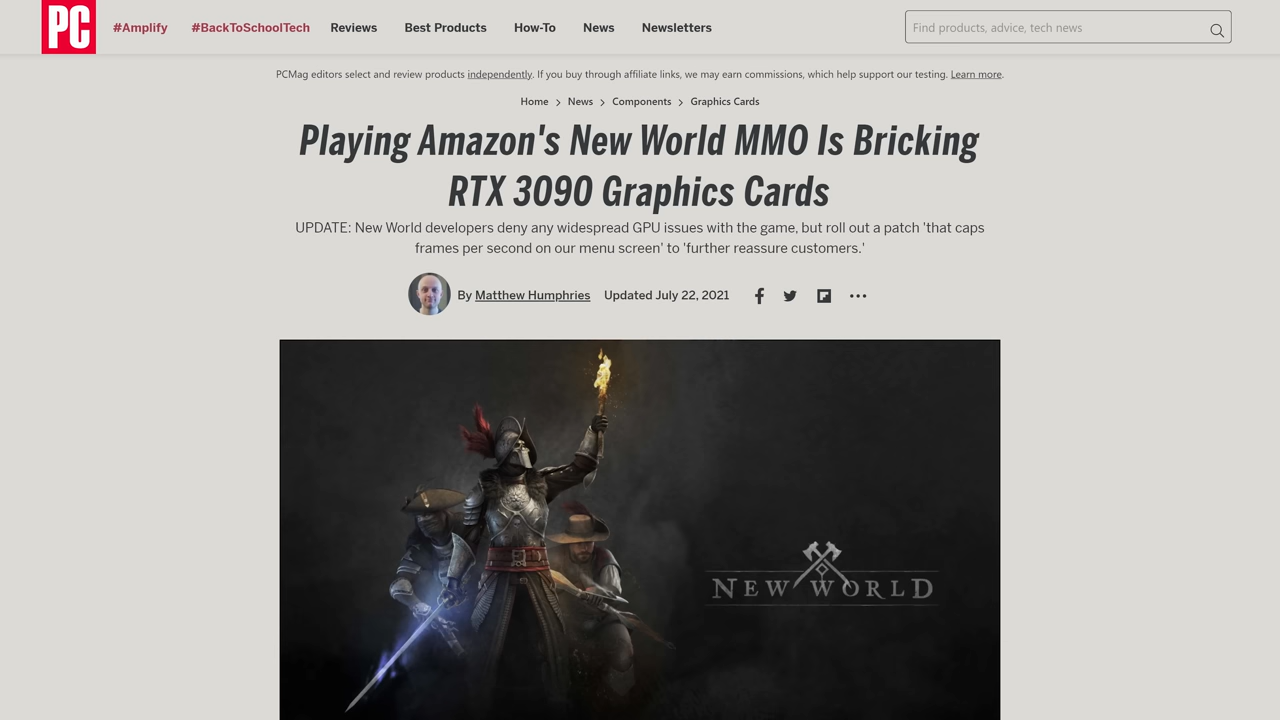 PC
#Amplify
#BackToSchoolTech
Reviews
Best Products
How-To
News
Newsletters
Find products, advice, tech news
PCMag editors select and review products independently. If you buy through affiliate links, we may earn commissions, which help support our testing. Learn more.
Home > News > Components > Graphics Cards
Playing Amazon's New World MMO Is Bricking
RTX 3090 Graphics Cards
UPDATE: New World developers deny any widespread GPU issues with the game, but roll out a patch 'that caps
frames per second on our menu screen' to 'further reassure customers.'
By Matthew Humphries
Updated July 22, 2021
NEW WORLD